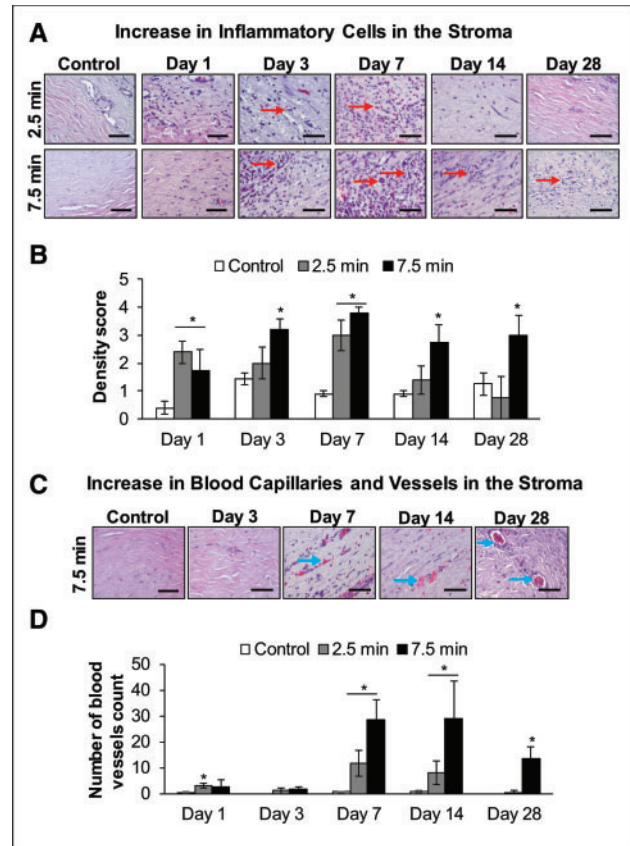 A Increase in Inflammatory Cells in the Stroma
Control Day 1 Day 3 Day 7 Day 14 Day 28
2.5 min
7.5 min
B
Control 2.5 min 7.5 min
Density score
5
4
3
2
1
0
* * * * *
Day 1 Day 3 Day 7 Day 14 Day 28
C Increase in Blood Capillaries and Vessels in the Stroma
Control Day 3 Day 7 Day 14 Day 28
7.5 min
D
Control 2.5 min 7.5 min
Number of blood
vessels count
50
40
30
20
10
0
* * * *
Day 1 Day 3 Day 7 Day 14 Day 28